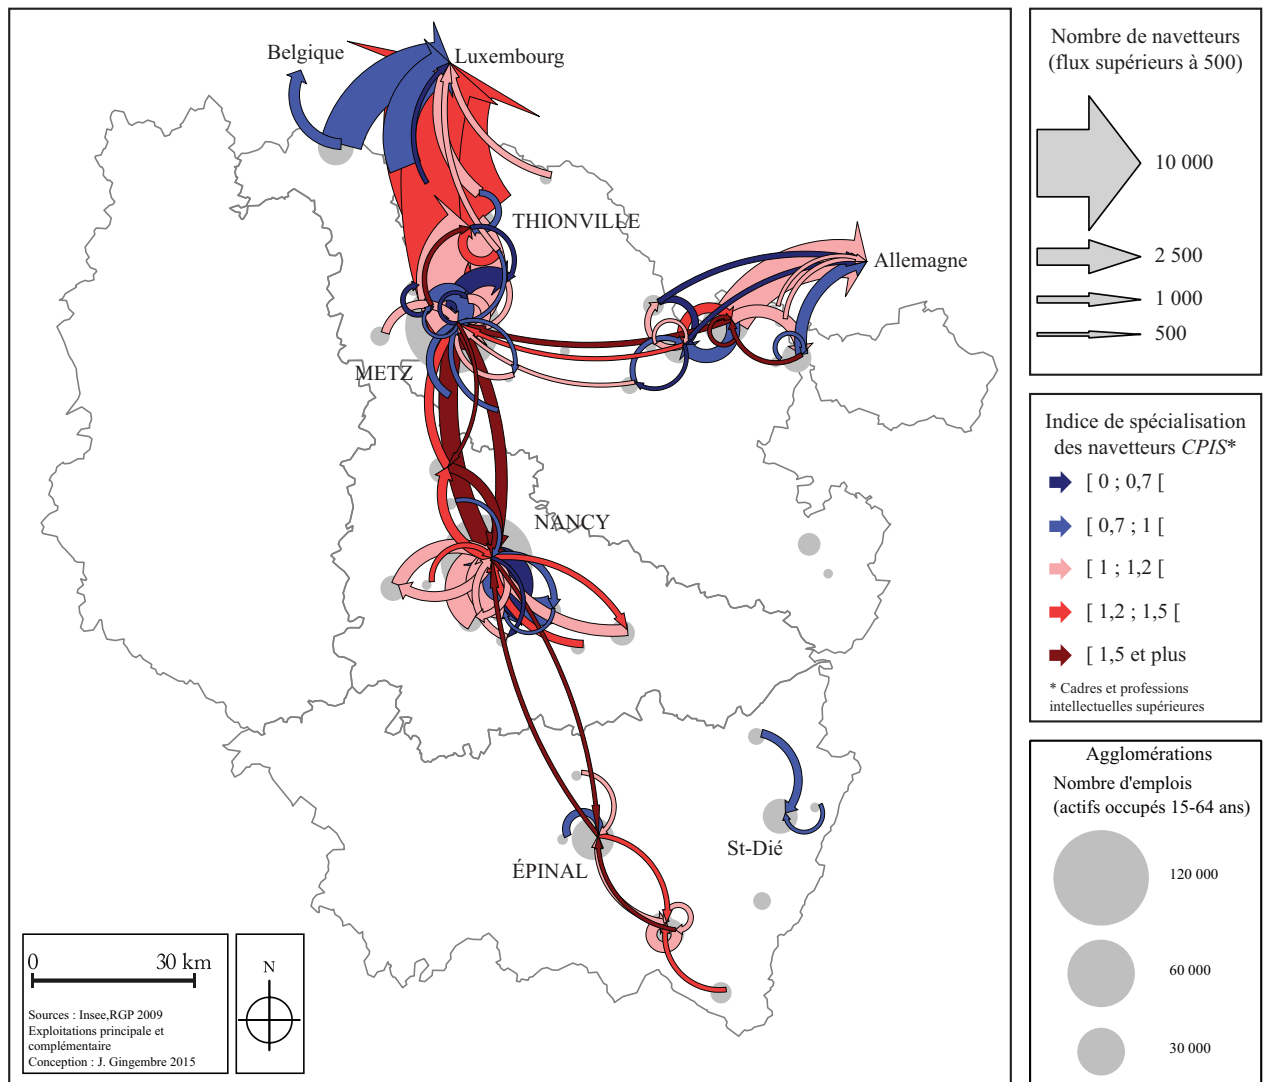 Belgique
Luxembourg
THIONVILLE
Allemagne
METZ
NANCY
St-Dié
ÉPINAL
0 30 km
Sources : Insee,RGP 2009
Exploitations principale et
complémentaire
Conception : J. Gingembre 2015
N
Nombre de navetteurs
(flux supérieurs à 500)
10 000
2 500
1 000
500
Indice de spécialisation
des navetteurs CPIS*
[ 0 ; 0,7 [
[ 0,7 ; 1 [
[ 1 ; 1,2 [
[ 1,2 ; 1,5 [
[ 1,5 et plus
* Cadres et professions
intellectuelles supérieures
Agglomérations
Nombre d'emplois
(actifs occupés 15-64 ans)
120 000
60 000
30 000